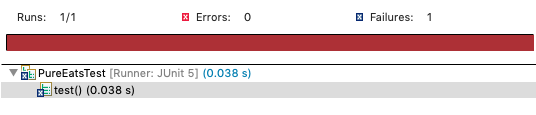 Runs: 1/1 Errors: 0 Failures: 1
PureEatsTest [Runner: JUnit 5] (0.038 s)
test() (0.038 s)